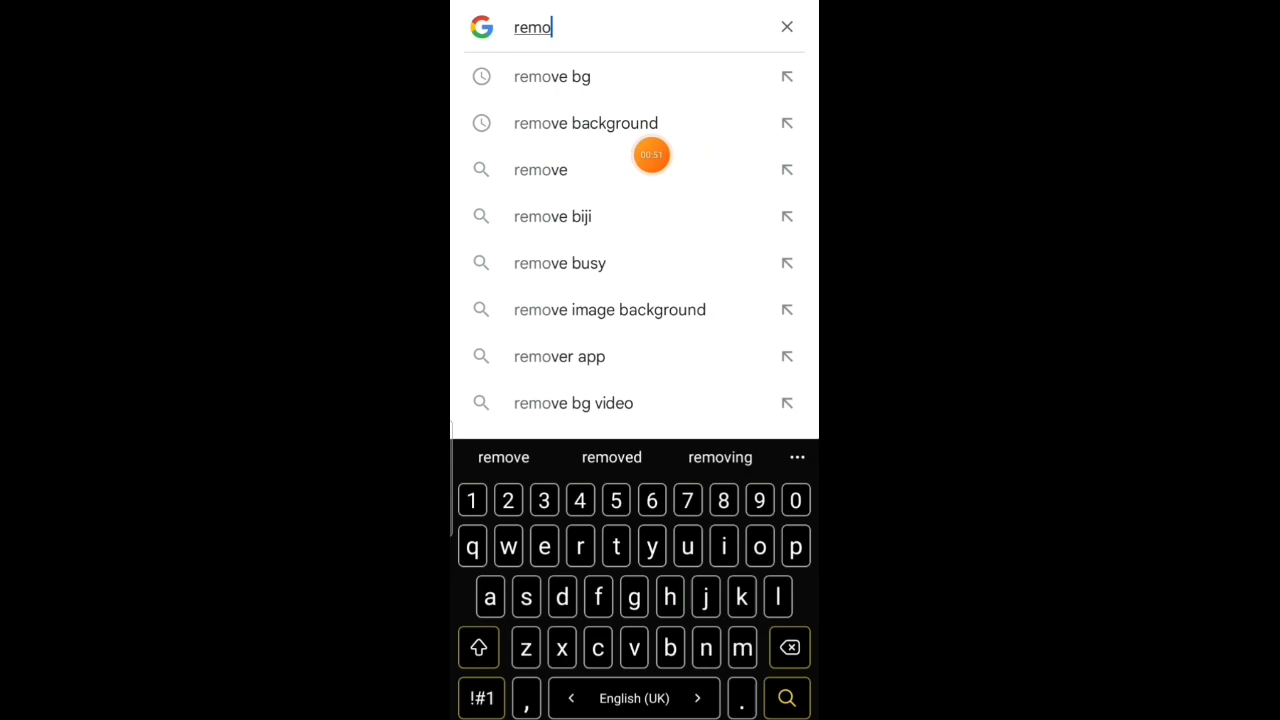 remo
remove bg
remove background
00:51
remove
remove biji
remove busy
remove image background
remover app
remove bg video
remove removed removing ...
1 2 3 4 5 6 7 8 9 0
q w e r t y u i o p
a s d f g h j k l
z x c v b n m
!#1 , < English (UK) > .